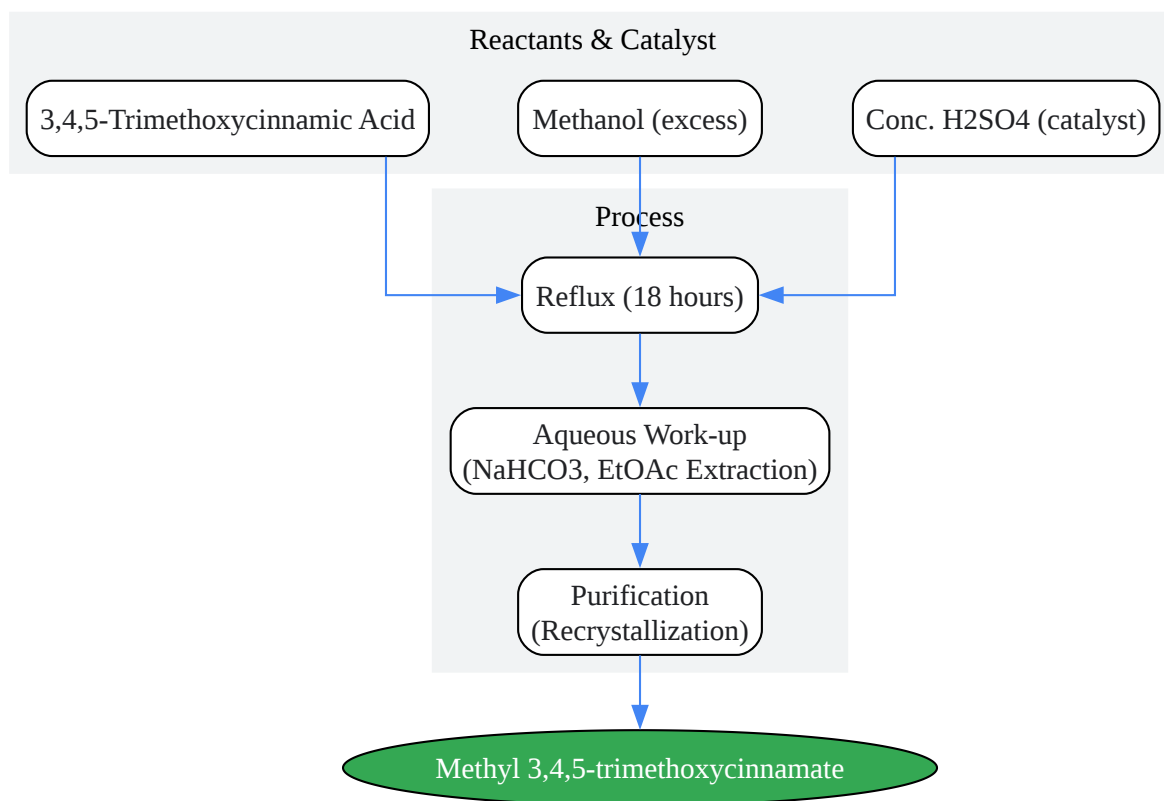 Reactants & Catalyst
3,4,5-Trimethoxycinnamic Acid
Methanol (excess)
Conc. H2SO4 (catalyst)
Process
Reflux (18 hours)
Aqueous Work-up
(NaHCO3, EtOAc Extraction)
Purification
(Recrystallization)
Methyl 3,4,5-trimethoxycinnamate